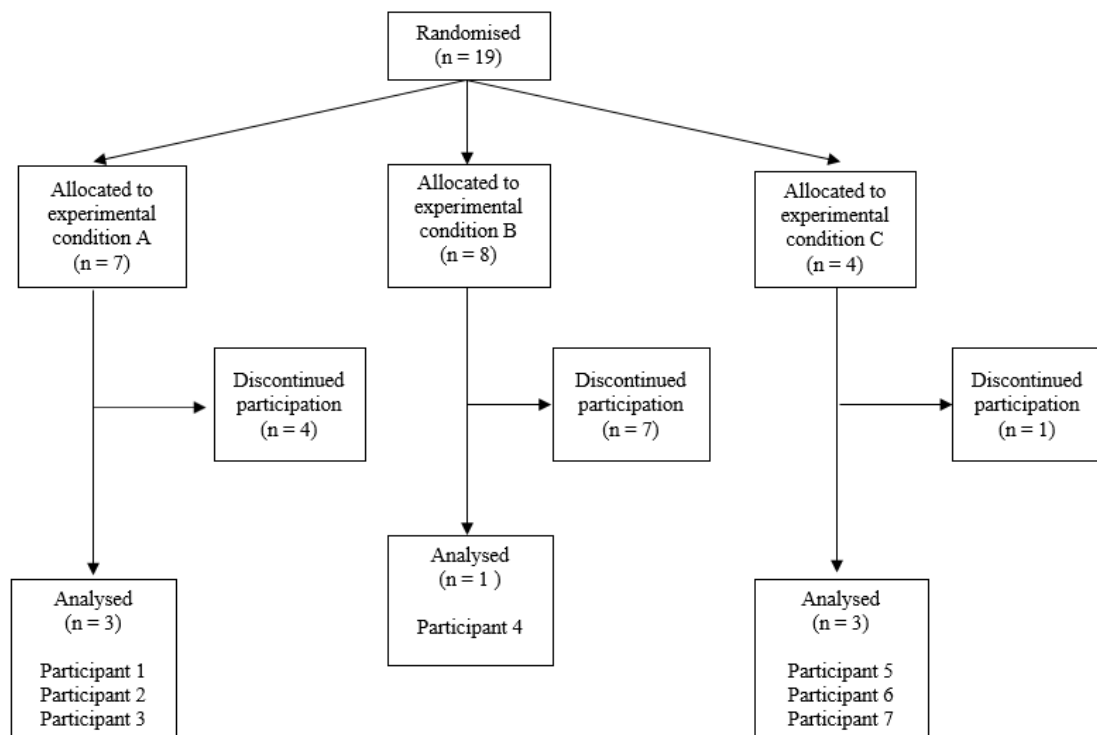 Randomised
(n = 19)
Allocated to
experimental
condition A
(n = 7)
Allocated to
experimental
condition B
(n = 8)
Allocated to
experimental
condition C
(n = 4)
Discontinued
participation
(n = 4)
Discontinued
participation
(n = 7)
Discontinued
participation
(n = 1)
Analysed
(n = 3)
Participant 1
Participant 2
Participant 3
Analysed
(n = 1 )
Participant 4
Analysed
(n = 3)
Participant 5
Participant 6
Participant 7